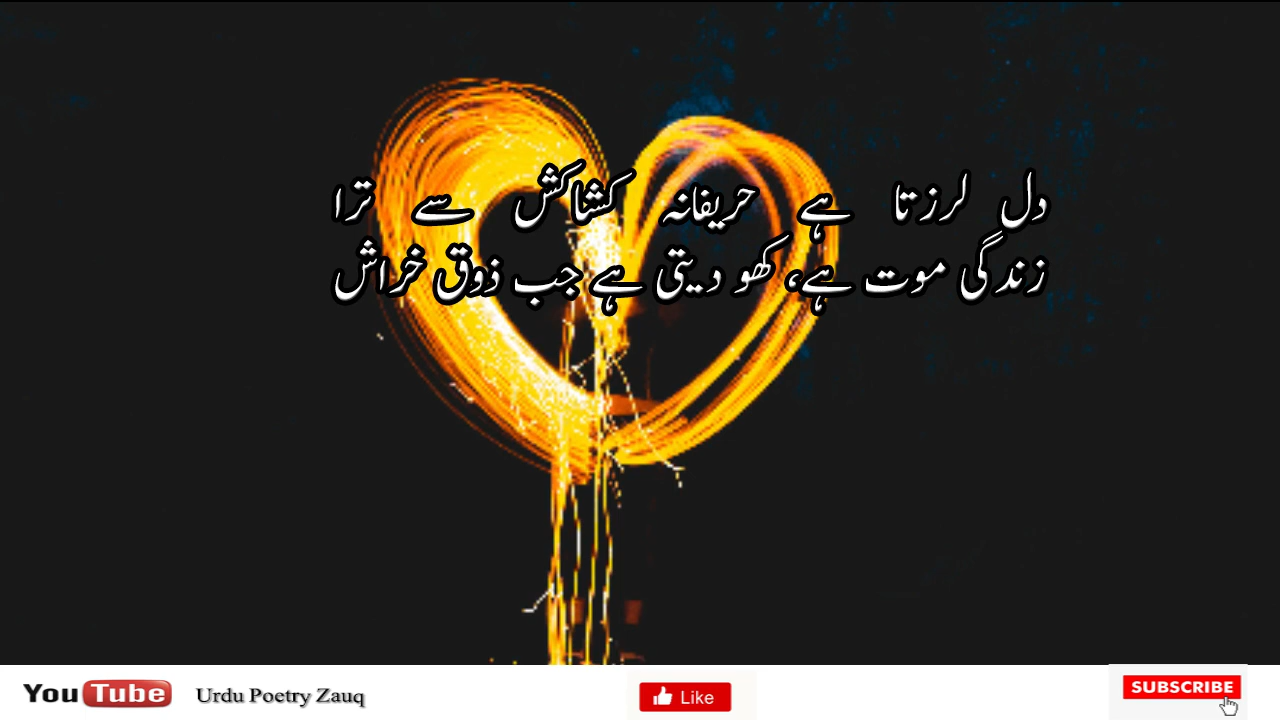 دل لرزتا ہے حریفانہ کشاکش سے ترا
زندگی موت ہے، کھو دیتی ہے جب ذوق خراش
YouTube
Urdu Poetry Zauq
Like
SUBSCRIBE